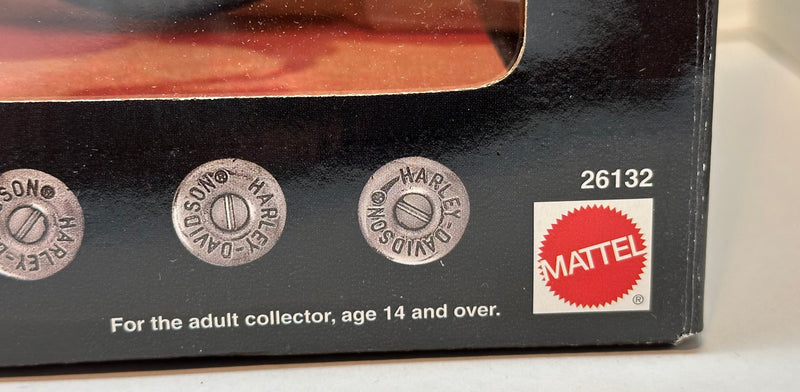 HARLEY-DAVIDSON®
HARLEY-DAVIDSON®
HARLEY-DAVIDSON®
26132
MATTEL
®
For the adult collector, age 14 and over.